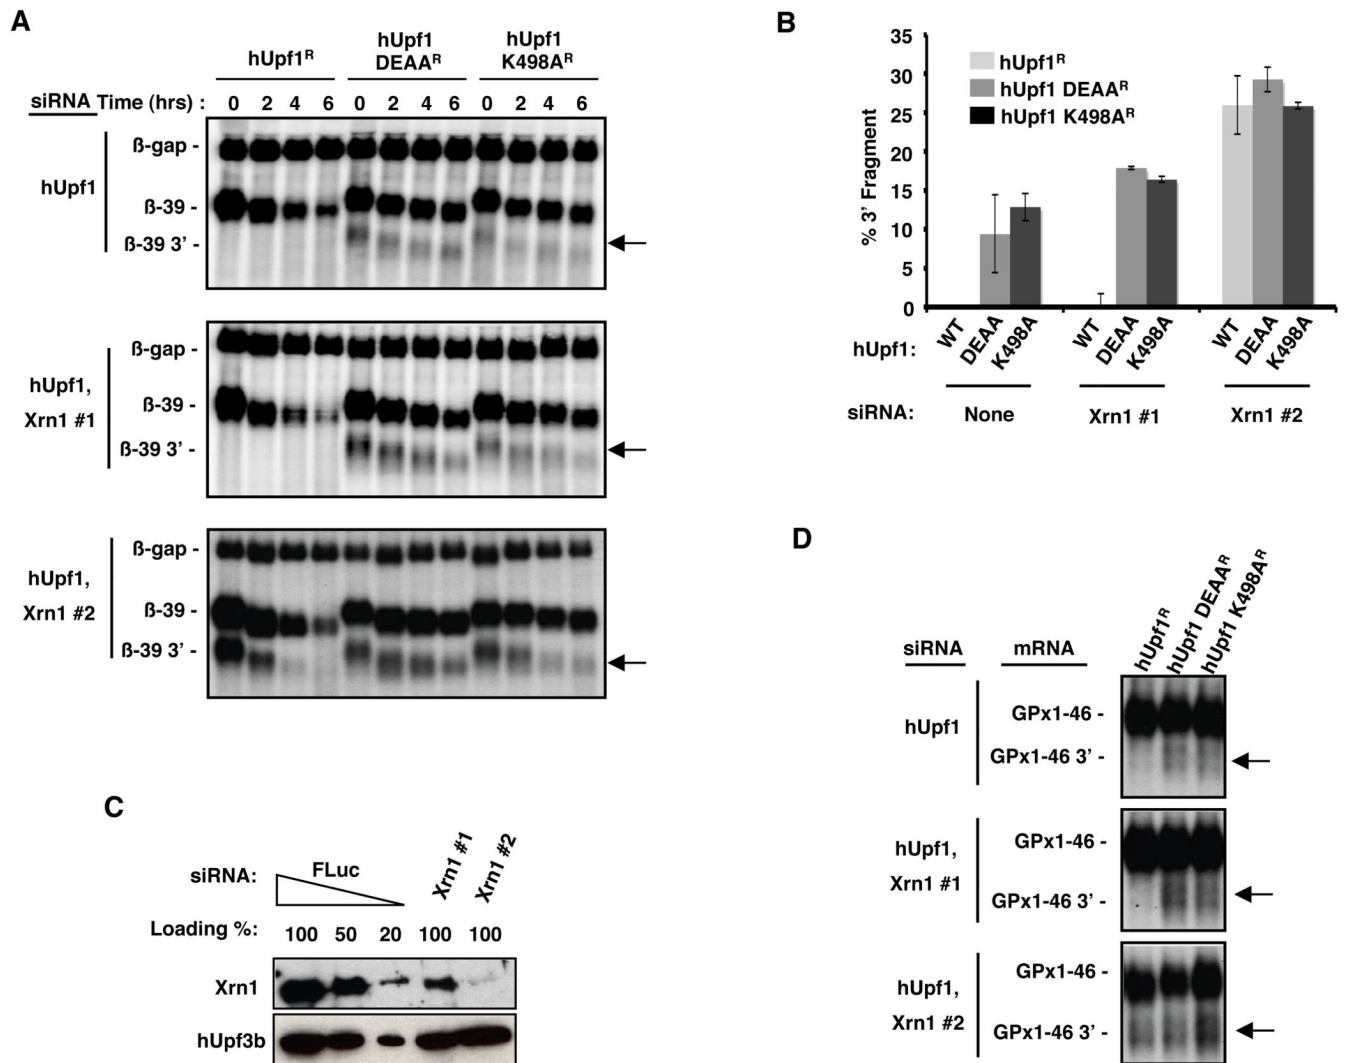 A
hUpf1ᴿ
hUpf1 DEAAᴿ
hUpf1 K498Aᴿ
siRNA Time (hrs) : 0 2 4 6 0 2 4 6 0 2 4 6
hUpf1
ß-gap -
ß-39 -
ß-39 3’ -
hUpf1,
Xrn1 #1
ß-gap -
ß-39 -
ß-39 3’ -
hUpf1,
Xrn1 #2
ß-gap -
ß-39 -
ß-39 3’ -
B
% 3’ Fragment
35
30
25
20
15
10
5
0
hUpf1ᴿ
hUpf1 DEAAᴿ
hUpf1 K498Aᴿ
hUpf1: WT DEAA K498A WT DEAA K498A WT DEAA K498A
siRNA: None Xrn1 #1 Xrn1 #2
C
siRNA: FLuc Xrn1 #1 Xrn1 #2
Loading %: 100 50 20 100 100
Xrn1
hUpf3b
D
siRNA mRNA hUpf1ᴿ hUpf1 DEAAᴿ hUpf1 K498Aᴿ
hUpf1
GPx1-46 -
GPx1-46 3’ -
hUpf1,
Xrn1 #1
GPx1-46 -
GPx1-46 3’ -
hUpf1,
Xrn1 #2
GPx1-46 -
GPx1-46 3’ -